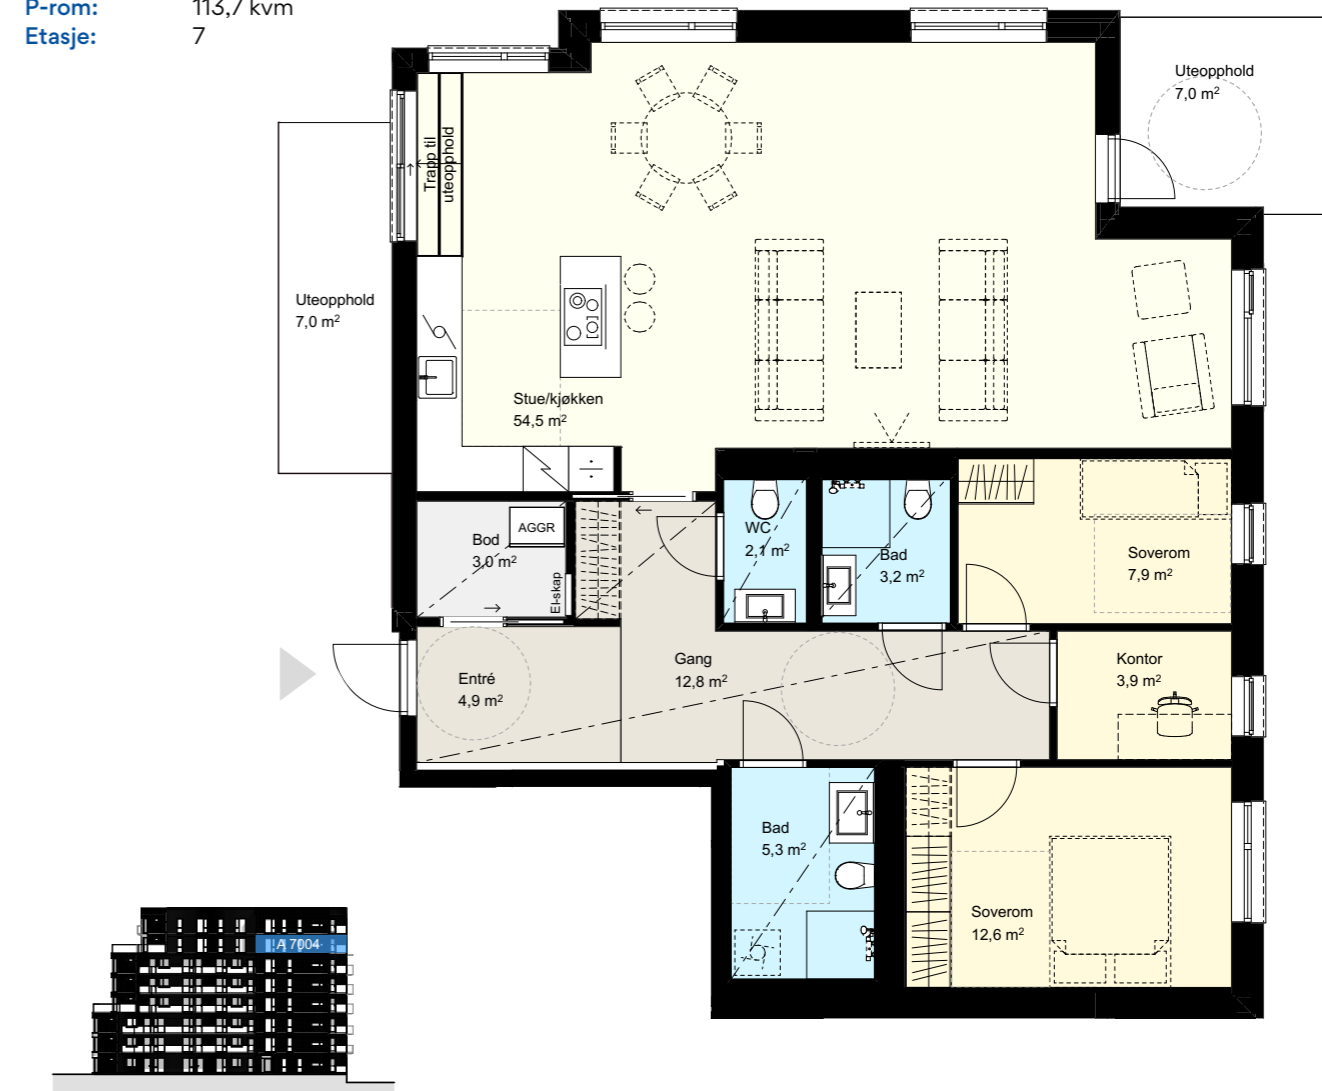 P-rom: 113,7 kvm
Etasje: 7
Uteopphold
7,0 m²
Trapp til
uteopphold
Uteopphold
7,0 m²
Stue/kjøkken
54,5 m²
AGGR
Bod
3,0 m²
El-skap
WC
2,1 m²
Bad
3,2 m²
Soverom
7,9 m²
Entré
4,9 m²
Gang
12,8 m²
Kontor
3,9 m²
Bad
5,3 m²
Soverom
12,6 m²
A 7004